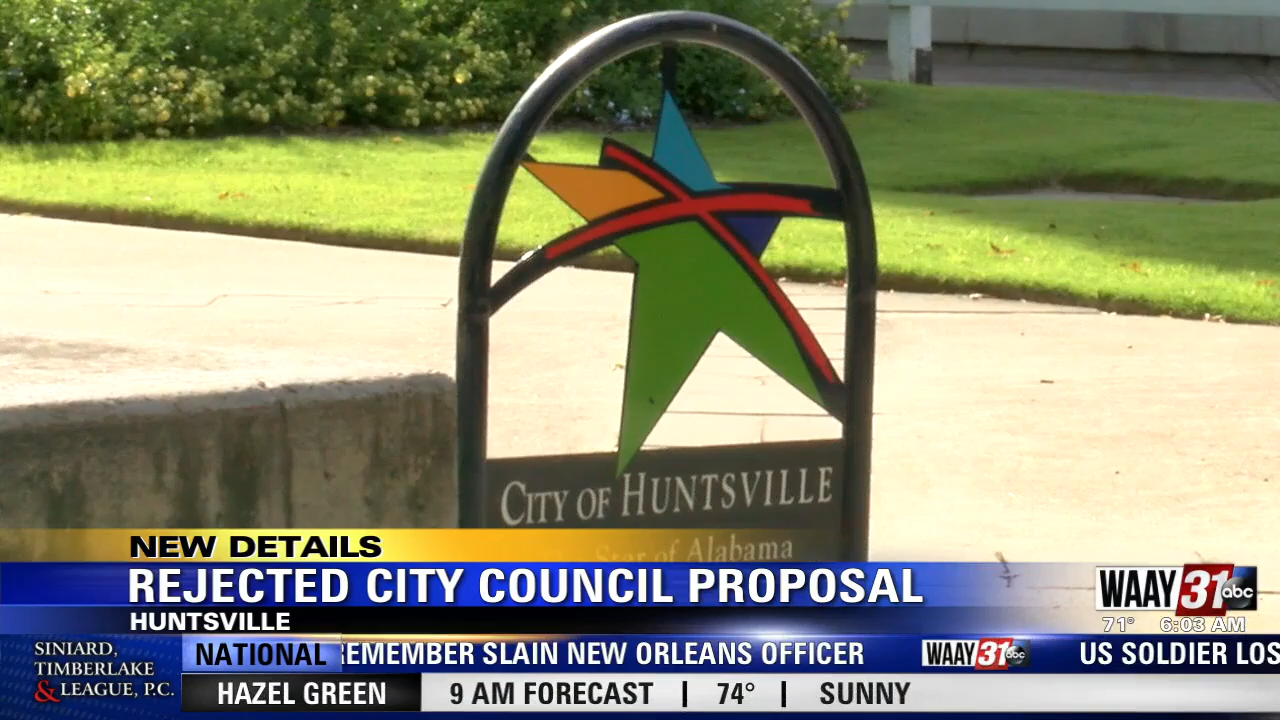 CITY OF HUNTSVILLE
Star of Alabama
NEW DETAILS
REJECTED CITY COUNCIL PROPOSAL
HUNTSVILLE
WAAY 31 abc
71° 6:03 AM
SINIARD,
TIMBERLAKE
& LEAGUE, P.C.
NATIONAL EMEMBER SLAIN NEW ORLEANS OFFICER WAAY 31 abc US SOLDIER LOS
HAZEL GREEN 9 AM FORECAST | 74° | SUNNY